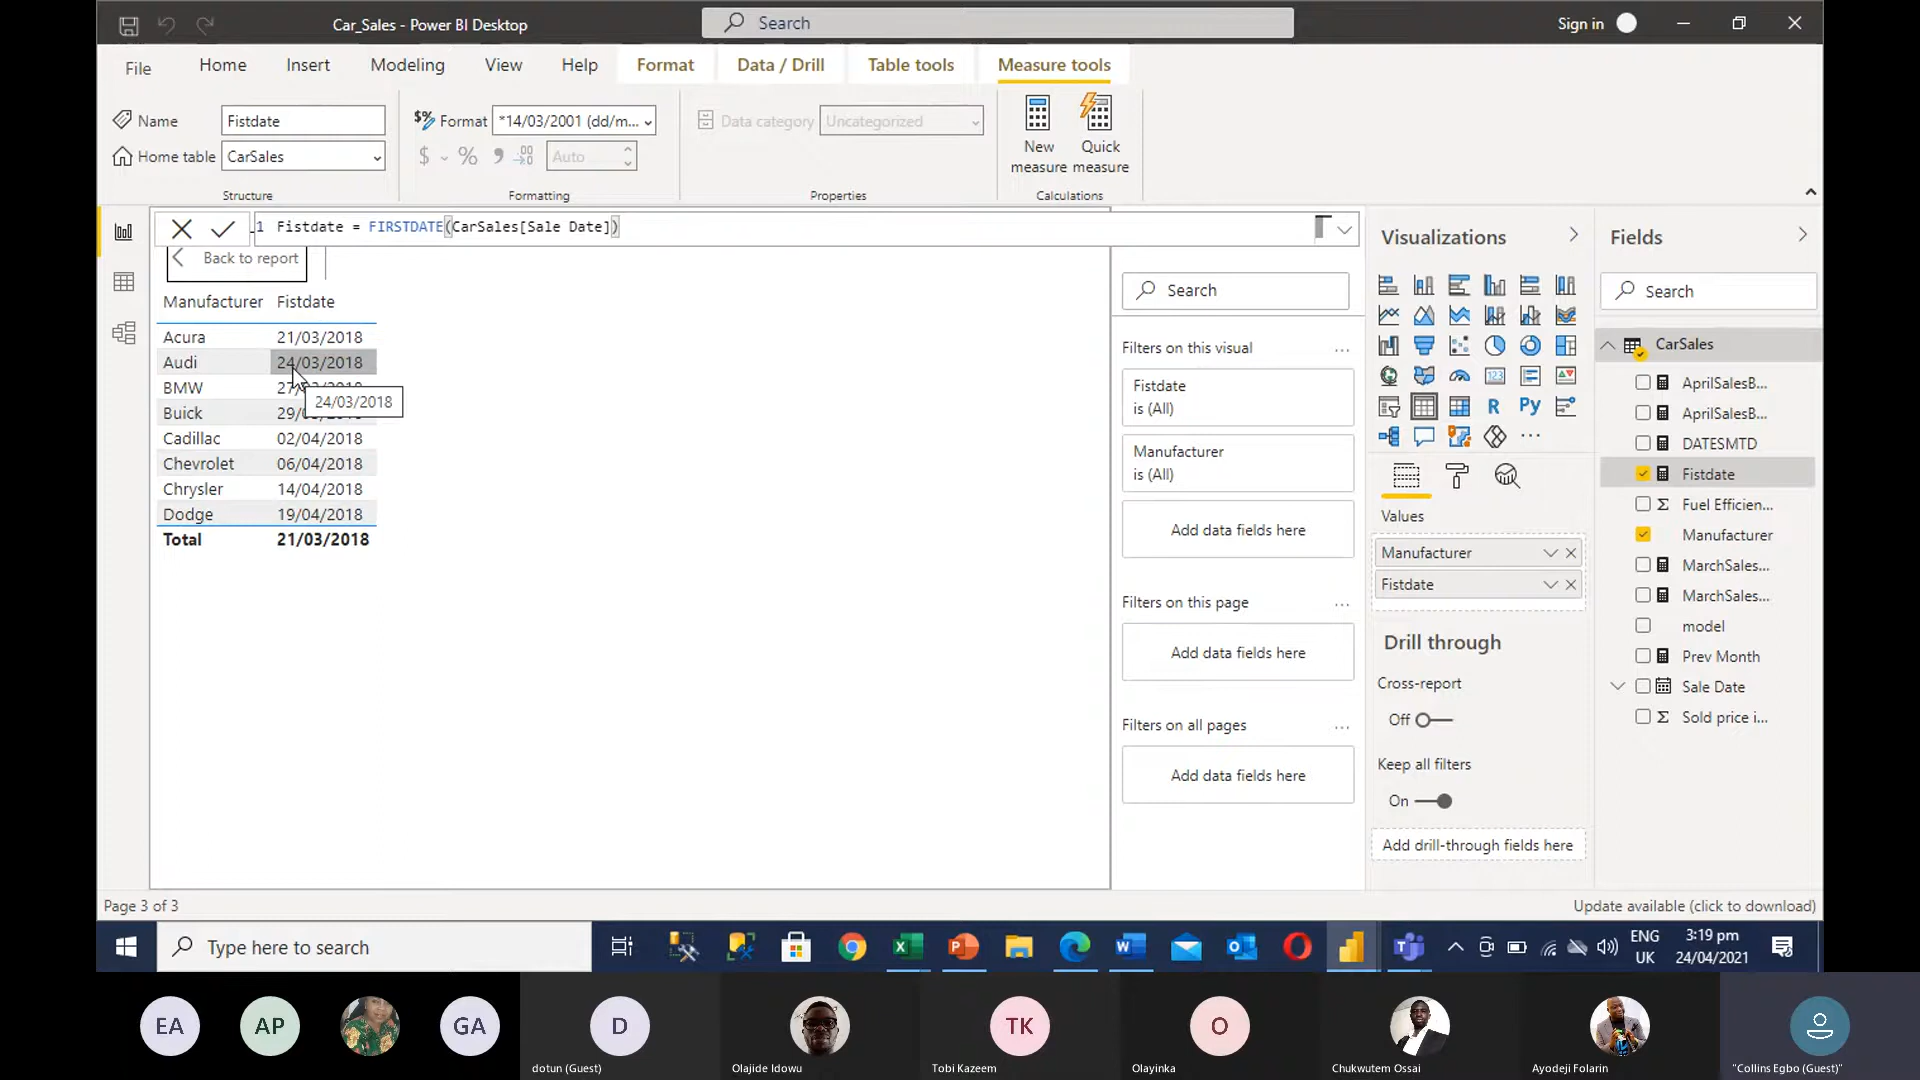 Car_Sales - Power BI Desktop
Search
Sign in
File
Home
Insert
Modeling
View
Help
Format
Data / Drill
Table tools
Measure tools
Name
Fistdate
Format
*14/03/2001 (dd/m...
Data category
Uncategorized
New measure
Quick measure
Home table
CarSales
$
%
Auto
Structure
Formatting
Properties
Calculations
1 Fistdate = FIRSTDATE(CarSales[Sale Date])
Back to report
Manufacturer Fistdate
Acura 21/03/2018
Audi 24/03/2018
BMW
24/03/2018
Buick
Cadillac 02/04/2018
Chevrolet 06/04/2018
Chrysler 14/04/2018
Dodge 19/04/2018
Total 21/03/2018
Search
Filters on this visual
...
Fistdate
is (All)
Manufacturer
is (All)
Add data fields here
Filters on this page
...
Add data fields here
Filters on all pages
...
Add data fields here
Visualizations
R
Py
...
Values
Manufacturer
Fistdate
Drill through
Cross-report
Off
Keep all filters
On
Add drill-through fields here
Fields
Search
CarSales
AprilSalesB...
AprilSalesB...
DATESMTD
Fistdate
Fuel Efficien...
Manufacturer
MarchSales...
MarchSales...
model
Prev Month
Sale Date
Sold price i...
Page 3 of 3
Update available (click to download)
Type here to search
ENG
UK
3:19 pm
24/04/2021
EA
AP
GA
D
TK
O
dotun (Guest)
Olajide Idowu
Tobi Kazeem
Olayinka
Chukwutem Ossai
Ayodeji Folarin
"Collins Egbo (Guest)"